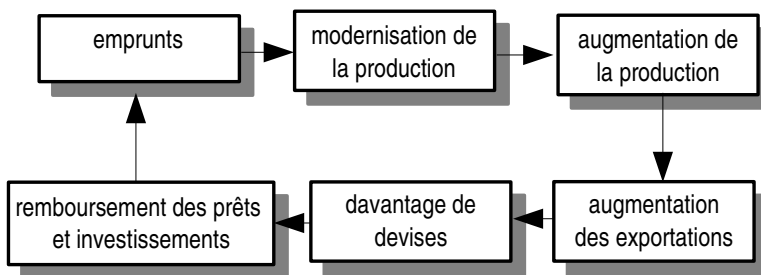 emprunts
modernisation de
la production
augmentation de
la production
augmentation
des exportations
davantage de
devises
remboursement des prêts
et investissements